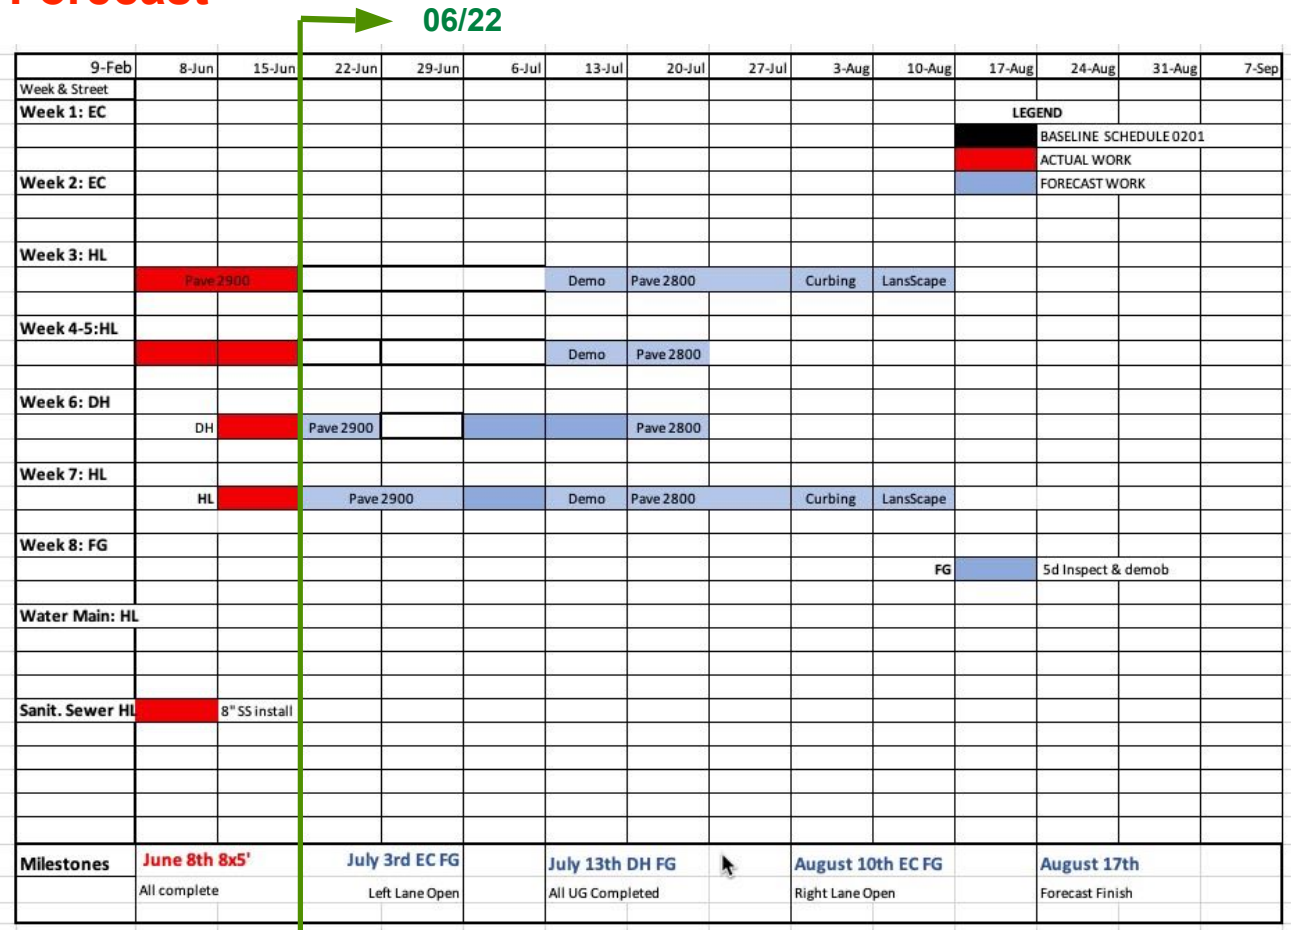 Forecast
06/22
9-Feb 8-Jun 15-Jun 22-Jun 29-Jun 6-Jul 13-Jul 20-Jul 27-Jul 3-Aug 10-Aug 17-Aug 24-Aug 31-Aug 7-Sep
Week & Street
Week 1: EC LEGEND
BASELINE SCHEDULE 0201
ACTUAL WORK
Week 2: EC FORECAST WORK
Week 3: HL
Pave 2900 Demo Pave 2800 Curbing LansScape
Week 4-5:HL
Demo Pave 2800
Week 6: DH
DH Pave 2900 Pave 2800
Week 7: HL
HL Pave 2900 Demo Pave 2800 Curbing LansScape
Week 8: FG
FG 5d Inspect & demob
Water Main: HL
Sanit. Sewer HL 8" SS install
Milestones June 8th 8x5' July 3rd EC FG July 13th DH FG August 10th EC FG August 17th
All complete Left Lane Open All UG Completed Right Lane Open Forecast Finish